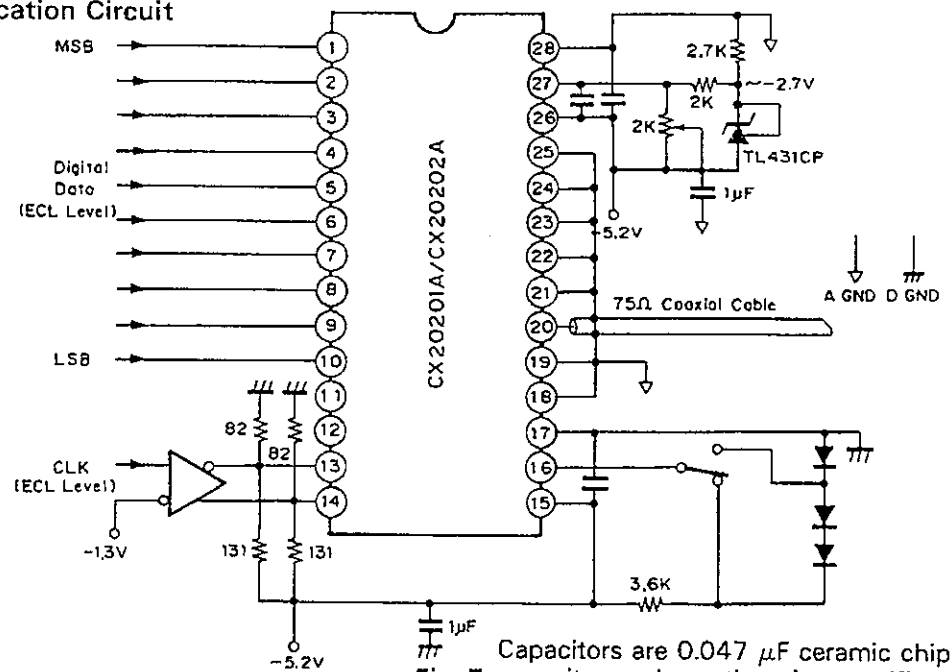 cation Circuit
MSB
Digital
Data
(ECL Level)
LSB
CLK
(ECL Level)
-1.3V
82
82
131
131
-5.2V
1μF
1
2
3
4
5
6
7
8
9
10
11
12
13
14
CX20201A/CX20202A
28
27
26
25
24
23
22
21
20
19
18
17
16
15
2.7K
2K
~-2.7V
2K
TL431CP
1μF
-5.2V
A GND D GND
75Ω Coaxial Cable
3.6K
Capacitors are 0.047 μF ceramic chip